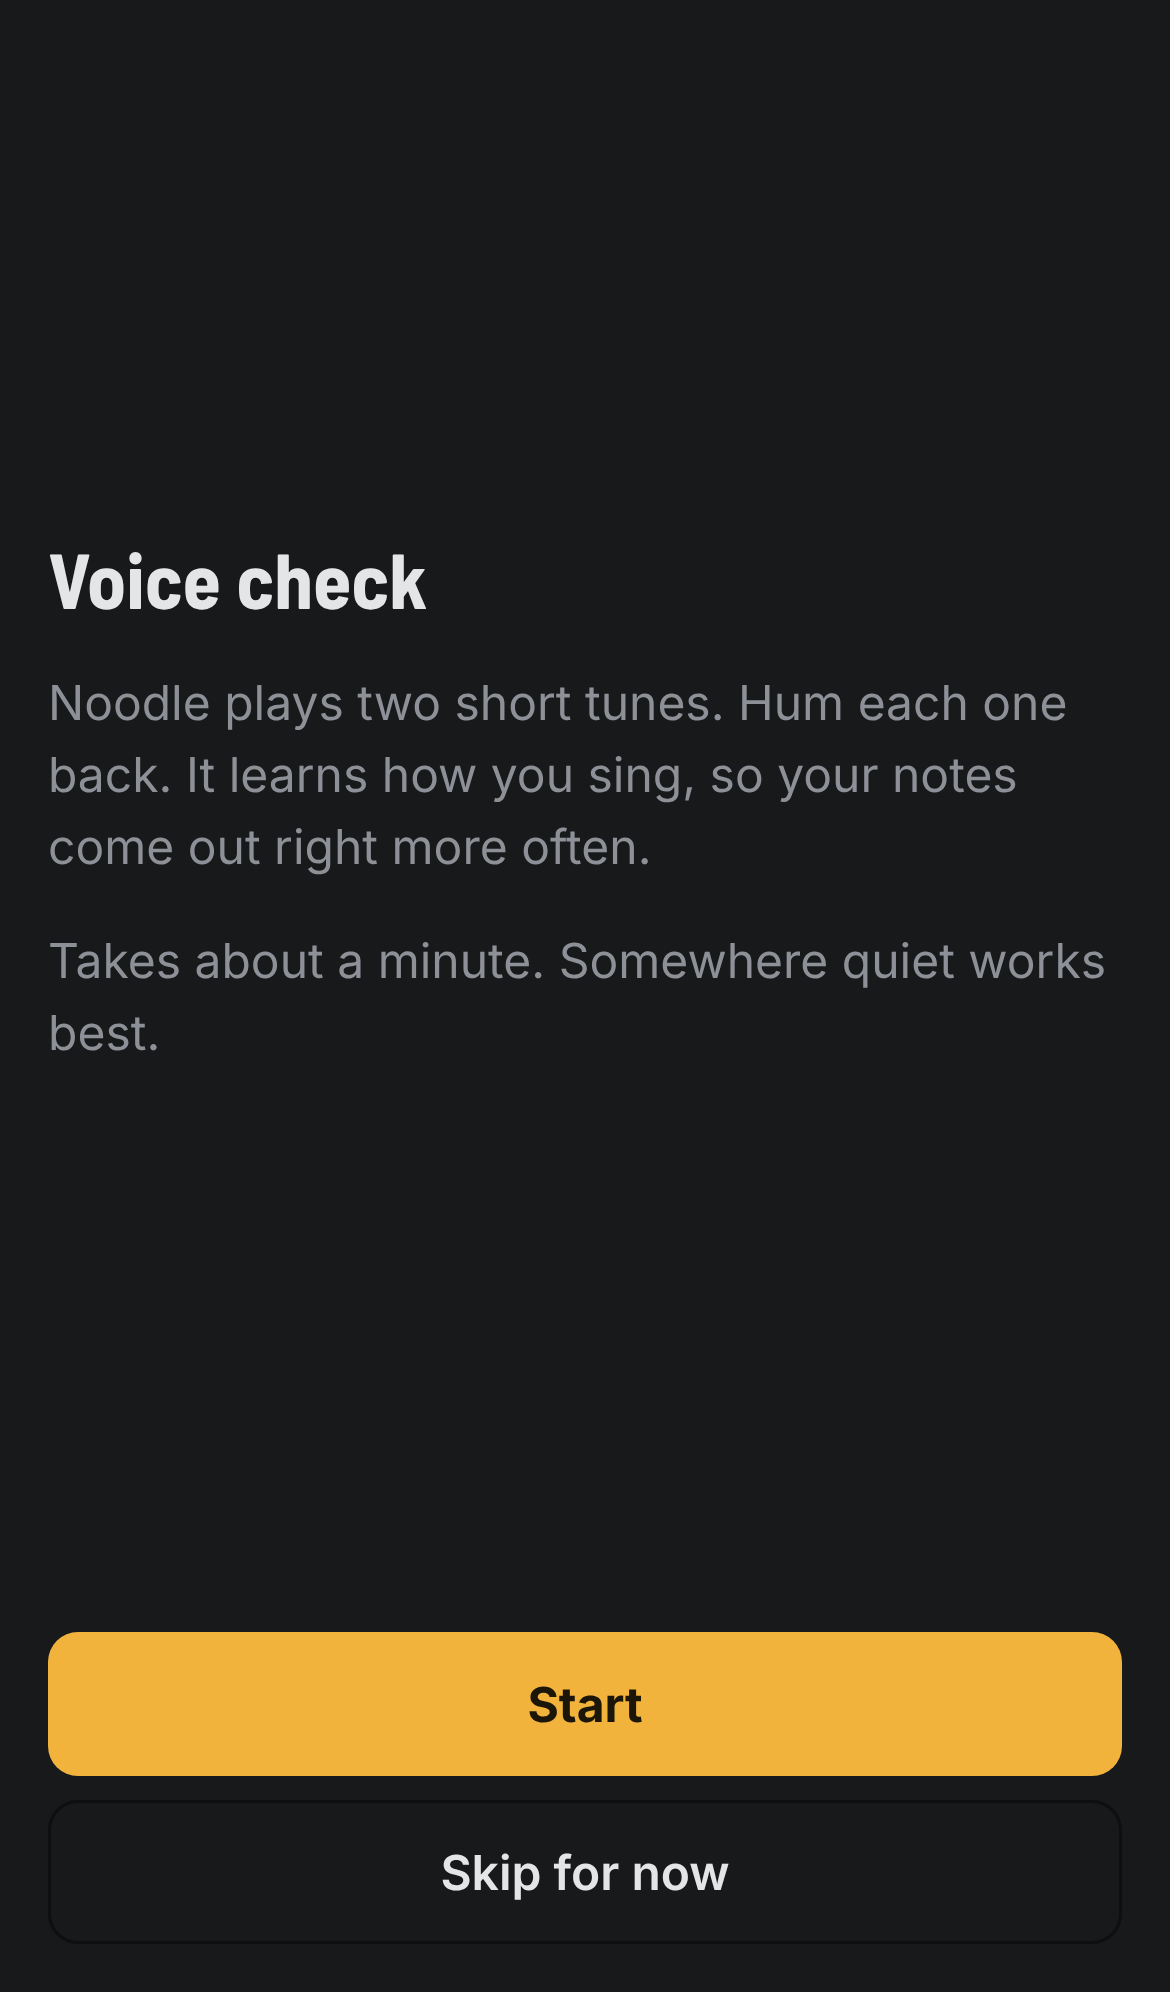 Voice check
Noodle plays two short tunes. Hum each one
back. It learns how you sing, so your notes
come out right more often.
Takes about a minute. Somewhere quiet works
best.
Start
Skip for now